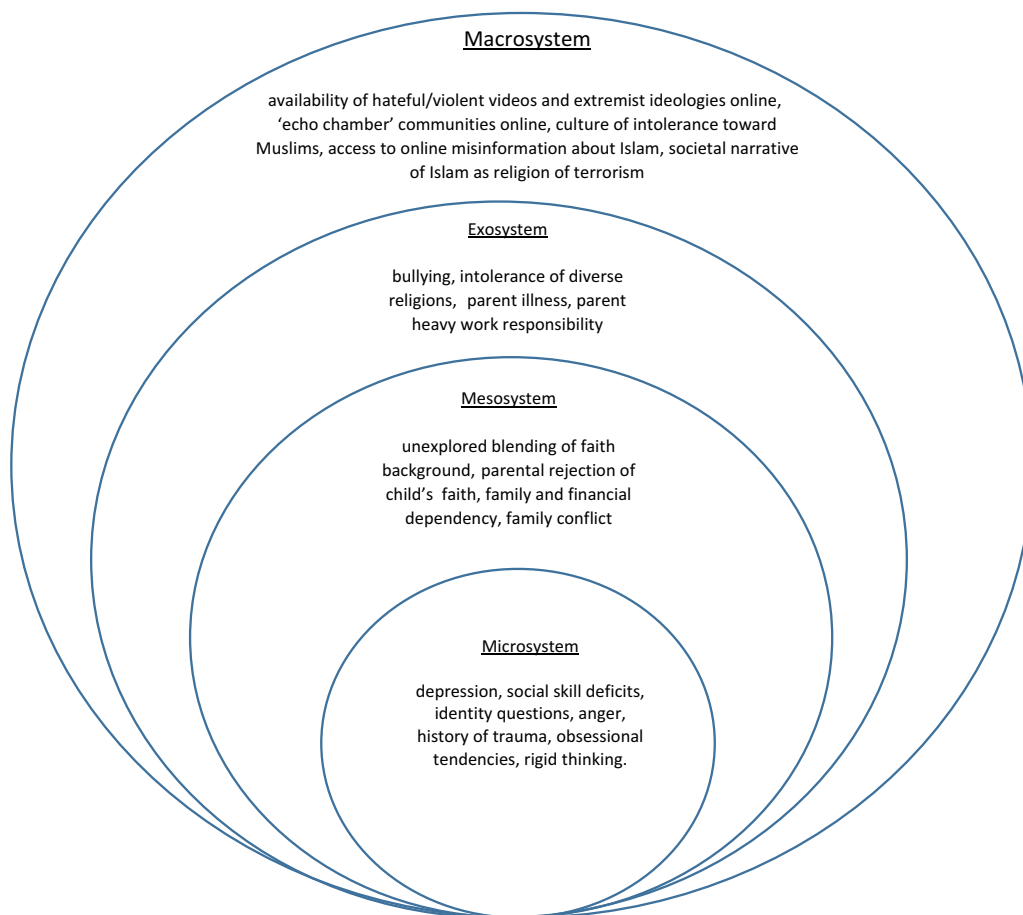 Macrosystem
availability of hateful/violent videos and extremist ideologies online,
‘echo chamber’ communities online, culture of intolerance toward
Muslims, access to online misinformation about Islam, societal narrative
of Islam as religion of terrorism
Exosystem
bullying, intolerance of diverse
religions,  parent illness, parent
heavy work responsibility
Mesosystem
unexplored blending of faith
background, parental rejection of
child’s  faith, family and financial
dependency, family conflict
Microsystem
depression, social skill deficits,
identity questions, anger,
history of trauma, obsessional
tendencies, rigid thinking.